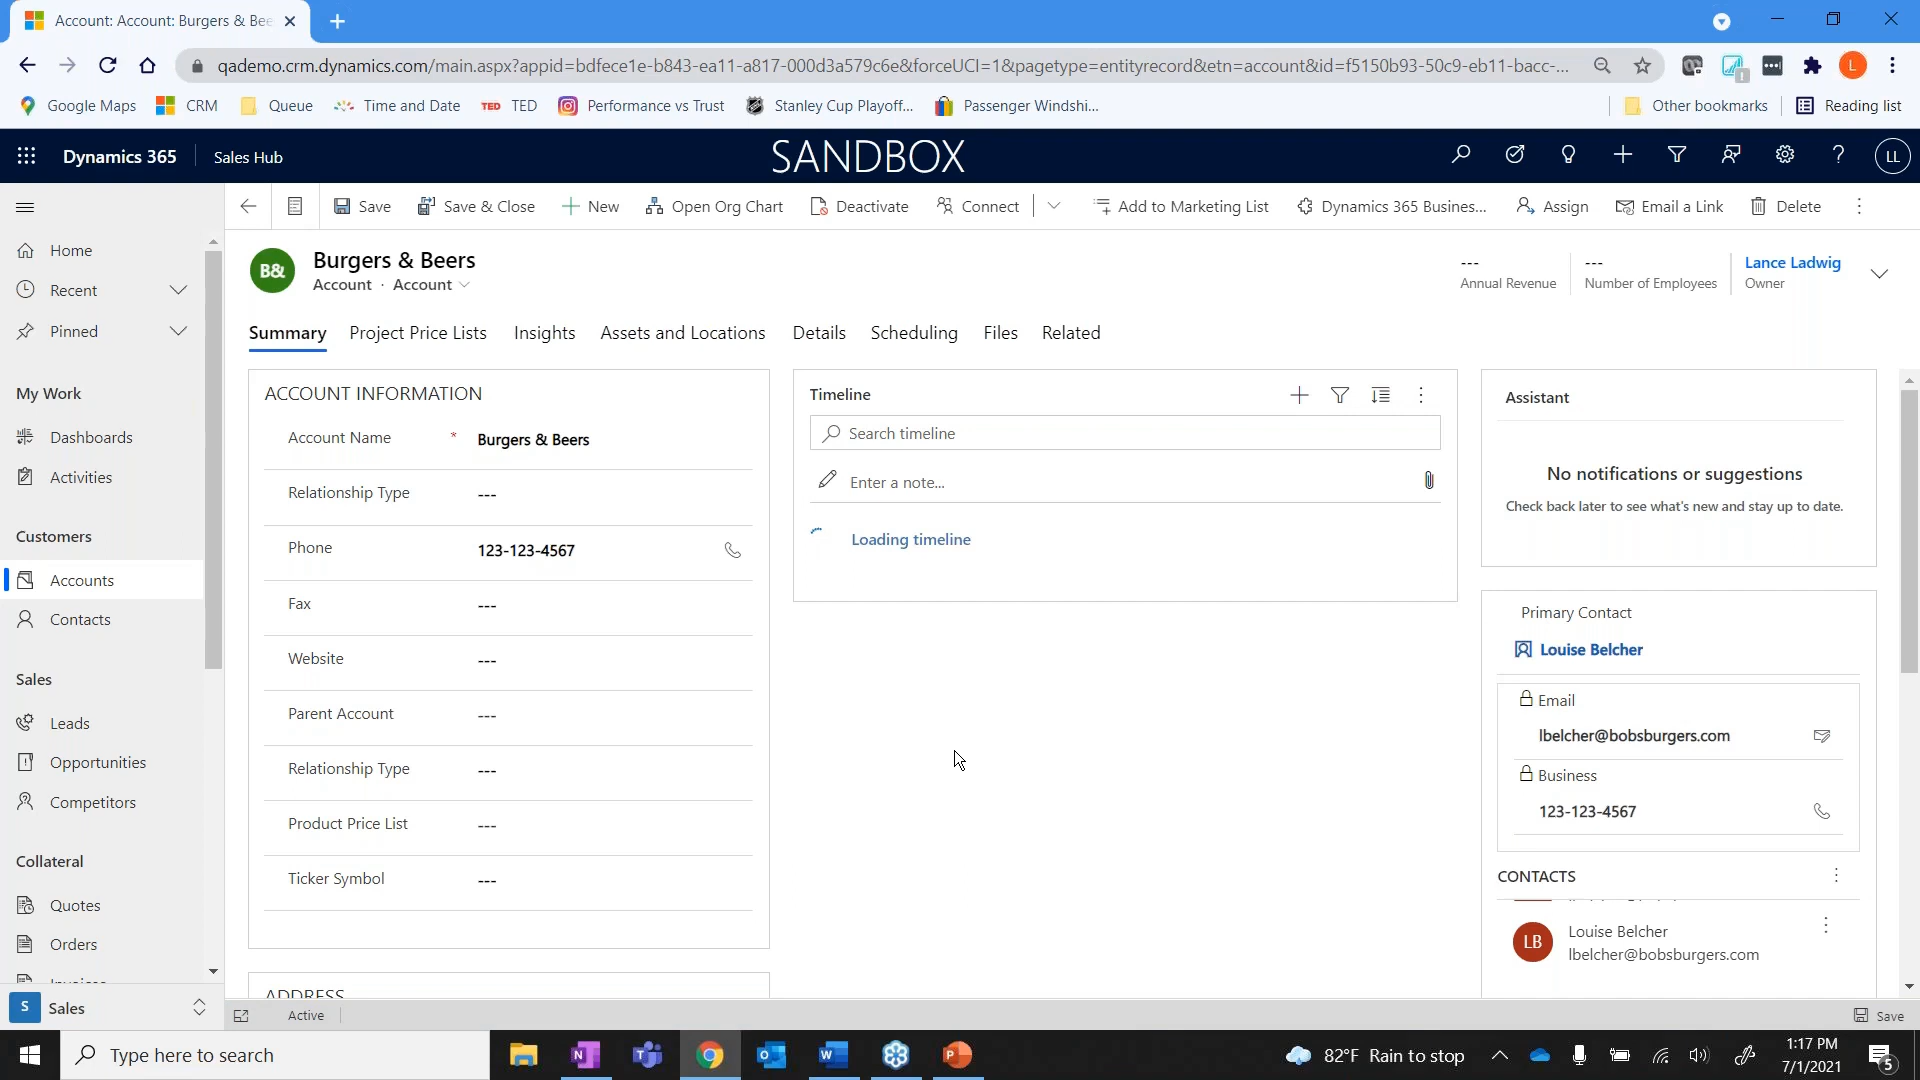 Account: Account: Burgers & Bee
qademo.crm.dynamics.com/main.aspx?appid=bdfece1e-b843-ea11-a817-000d3a579c6e&forceUCI=1&pagetype=entityrecord&etn=account&id=f5150b93-50c9-eb11-bacc-...
L
Google Maps
CRM
Queue
Time and Date
TED TED
Performance vs Trust
Stanley Cup Playoff...
Passenger Windshi...
Other bookmarks
Reading list
Dynamics 365
Sales Hub
SANDBOX
LL
Save
Save & Close
New
Open Org Chart
Deactivate
Connect
Add to Marketing List
Dynamics 365 Busines...
Assign
Email a Link
Delete
Home
Recent
Pinned
My Work
Dashboards
Activities
Customers
Accounts
Contacts
Sales
Leads
Opportunities
Competitors
Collateral
Quotes
Orders
Invoices
S Sales
B&
Burgers & Beers
Account · Account
---
Annual Revenue
---
Number of Employees
Lance Ladwig
Owner
Summary
Project Price Lists
Insights
Assets and Locations
Details
Scheduling
Files
Related
ACCOUNT INFORMATION
Account Name * Burgers & Beers
Relationship Type ---
Phone 123-123-4567
Fax ---
Website ---
Parent Account ---
Relationship Type ---
Product Price List ---
Ticker Symbol ---
ADDRESS
Timeline
Search timeline
Enter a note...
Loading timeline
Assistant
No notifications or suggestions
Check back later to see what's new and stay up to date.
Primary Contact
Louise Belcher
Email
lbelcher@bobsburgers.com
Business
123-123-4567
CONTACTS
LB
Louise Belcher
lbelcher@bobsburgers.com
Active
Save
Type here to search
82°F Rain to stop
1:17 PM
7/1/2021
5